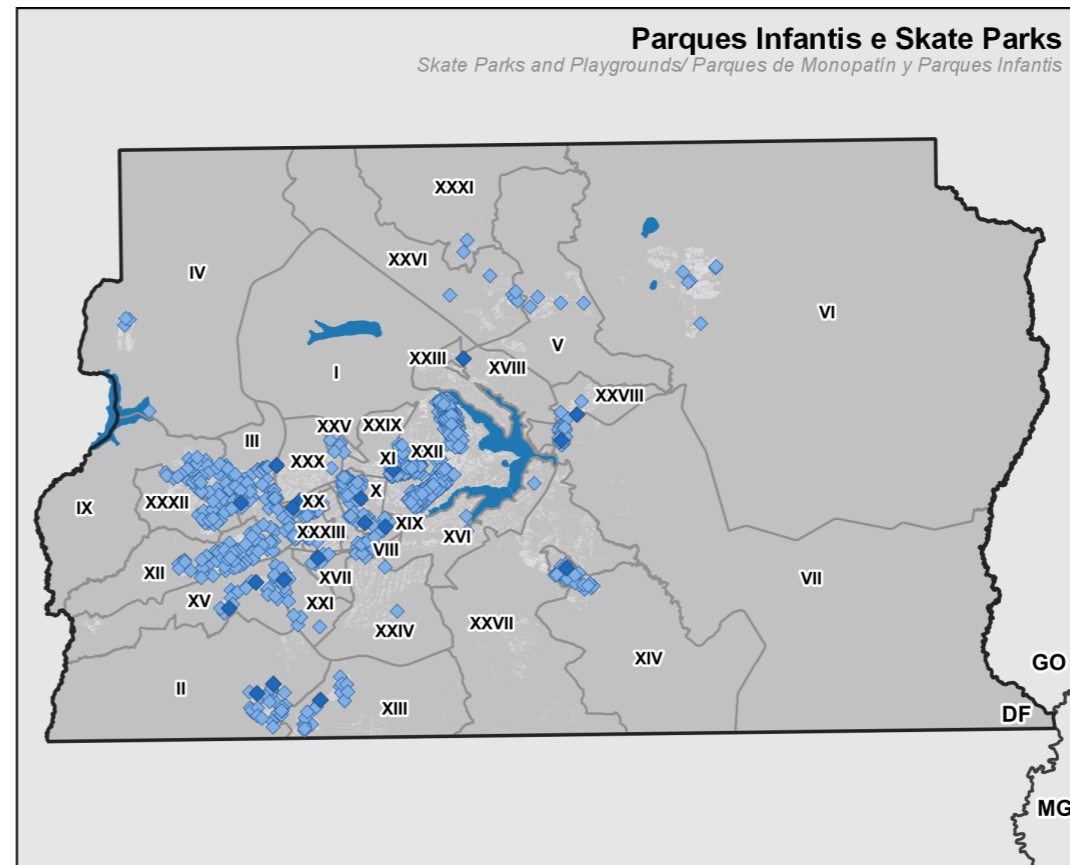 Parques Infantis e Skate Parks
Skate Parks and Playgrounds/ Parques de Monopatín y Parques Infantis
XXXI
XXVI
IV
VI
V
XXIII
XVIII
I
XXVIII
XXV
XXIX
III
XXII
XI
XXX
X
XXXII
XX
IX
XIX
XXXIII
XVI
VIII
XII
XVII
VII
XV
XXI
XXIV
XXVII
XIV
GO
II
XIII
DF
MG